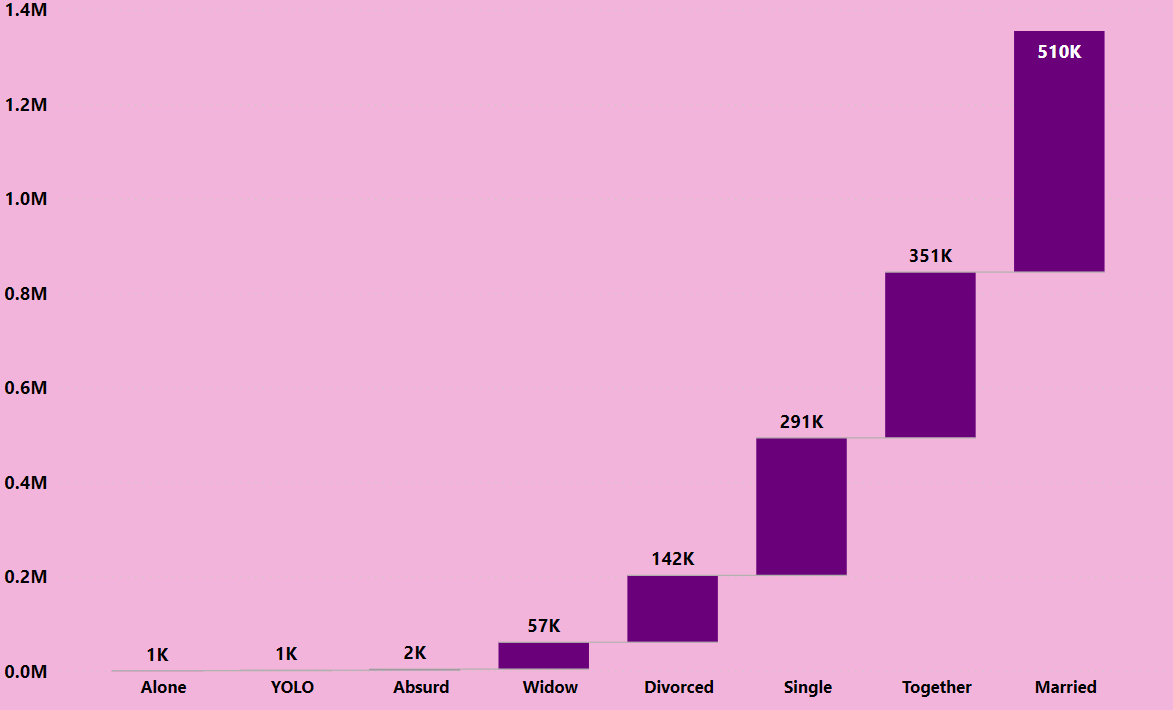 1.4M
510K
1.2M
1.0M
351K
0.8M
0.6M
291K
0.4M
142K
0.2M
57K
1K 1K 2K
0.0M
Alone YOLO Absurd Widow Divorced Single Together Married